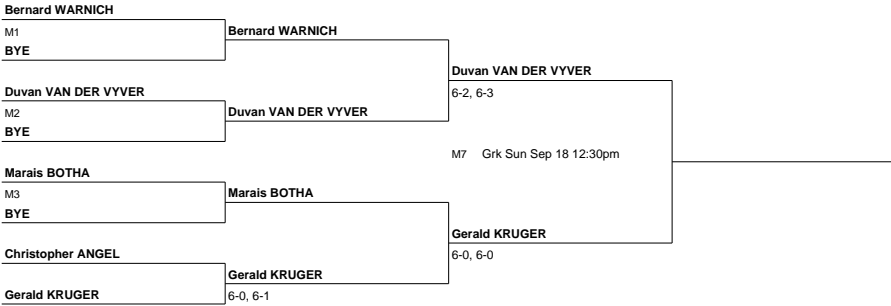 Bernard WARNICH
M1
BYE
Bernard WARNICH
Duvan VAN DER VYVER
6-2, 6-3
Duvan VAN DER VYVER
M2
BYE
Duvan VAN DER VYVER
M7 Grk Sun Sep 18 12:30pm
Marais BOTHA
M3
BYE
Marais BOTHA
Gerald KRUGER
6-0, 6-0
Christopher ANGEL
Gerald KRUGER
Gerald KRUGER
6-0, 6-1